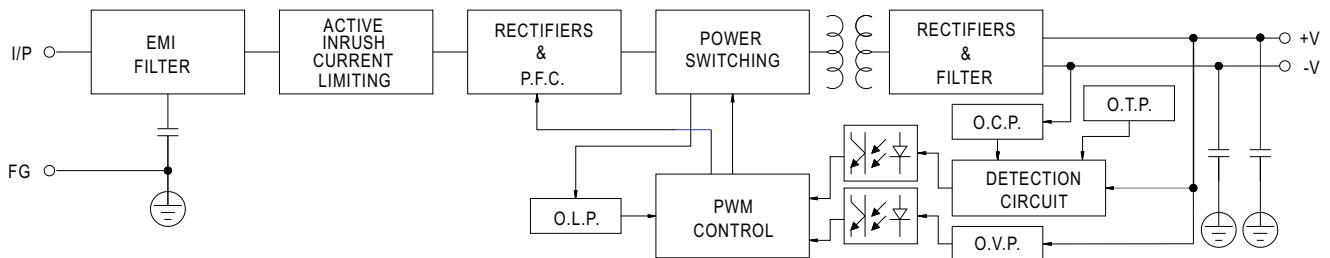 I/P
EMI
FILTER
ACTIVE
INRUSH
CURRENT
LIMITING
RECTIFIERS
&
P.F.C.
POWER
SWITCHING
RECTIFIERS
&
FILTER
+V
-V
O.C.P.
O.T.P.
FG
DETECTION
CIRCUIT
O.L.P.
PWM
CONTROL
O.V.P.